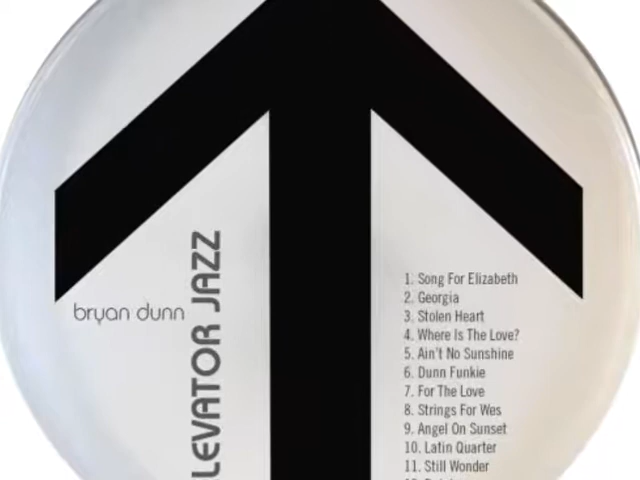 bryan dunn
LEVATOR JAZZ
1. Song For Elizabeth
2. Georgia
3. Stolen Heart
4. Where Is The Love?
5. Ain't No Sunshine
6. Dunn Funkie
7. For The Love
8. Strings For Wes
9. Angel On Sunset
10. Latin Quarter
11. Still Wonder